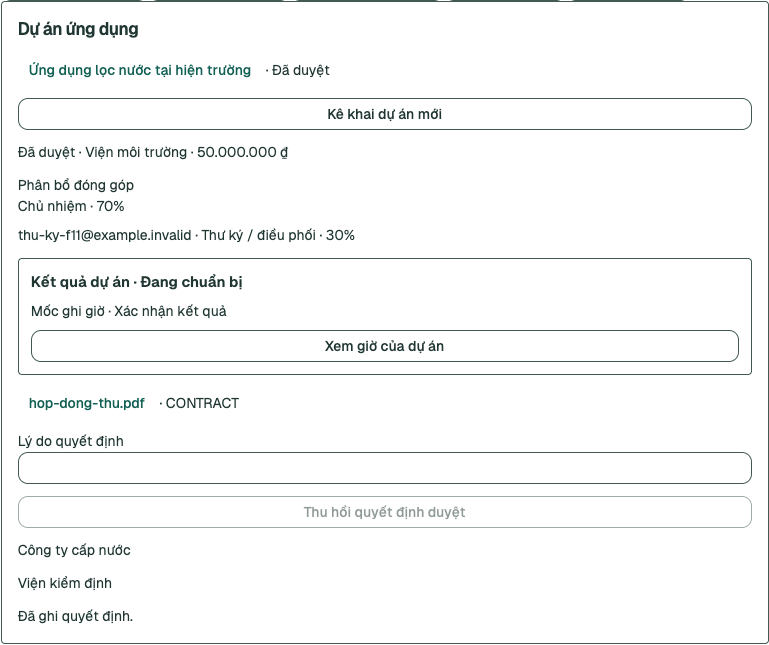 Dự án ứng dụng
Ứng dụng lọc nước tại hiện trường · Đã duyệt
Kê khai dự án mới
Đã duyệt · Viện môi trường · 50.000.000 ₫
Phân bổ đóng góp
Chủ nhiệm · 70%
thu-ky-f11@example.invalid · Thư ký / điều phối · 30%
Kết quả dự án · Đang chuẩn bị
Mốc ghi giờ · Xác nhận kết quả
Xem giờ của dự án
hop-dong-thu.pdf · CONTRACT
Lý do quyết định
Thu hồi quyết định duyệt
Công ty cấp nước
Viện kiểm định
Đã ghi quyết định.